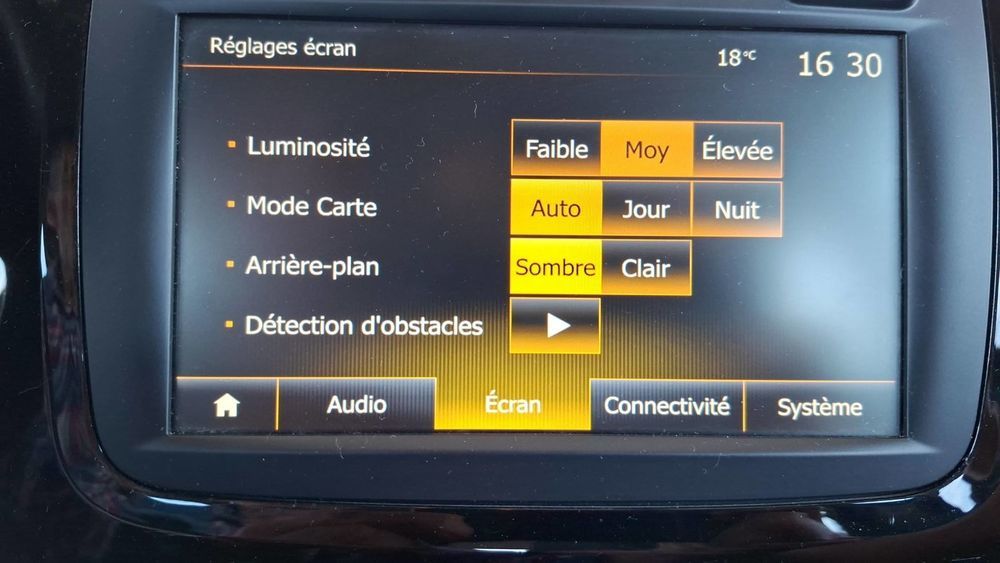 Réglages écran 18°C 16 30
Luminosité Faible Moy Élevée
Mode Carte Auto Jour Nuit
Arrière-plan Sombre Clair
Détection d'obstacles
Audio Écran Connectivité Système